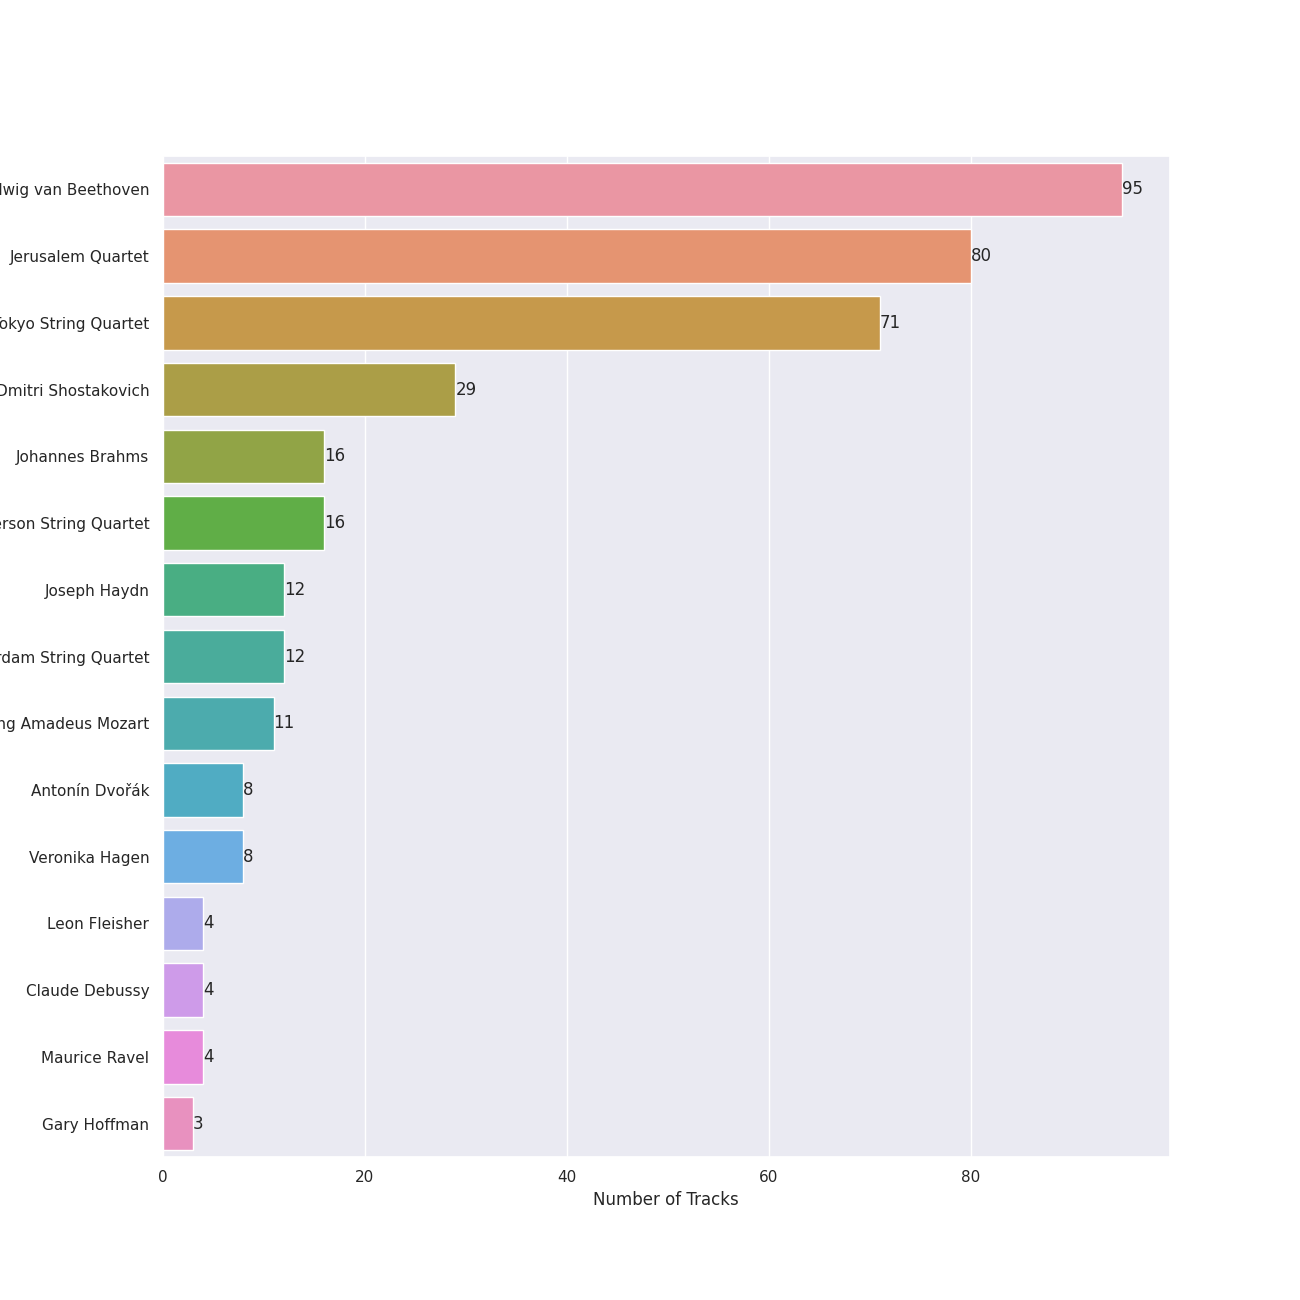 lwig van Beethoven 95
Jerusalem Quartet 80
Tokyo String Quartet 71
Dmitri Shostakovich 29
Johannes Brahms 16
erson String Quartet 16
Joseph Haydn 12
rdam String Quartet 12
ng Amadeus Mozart 11
Antonín Dvořák 8
Veronika Hagen 8
Leon Fleisher 4
Claude Debussy 4
Maurice Ravel 4
Gary Hoffman 3
0 20 40 60 80
Number of Tracks